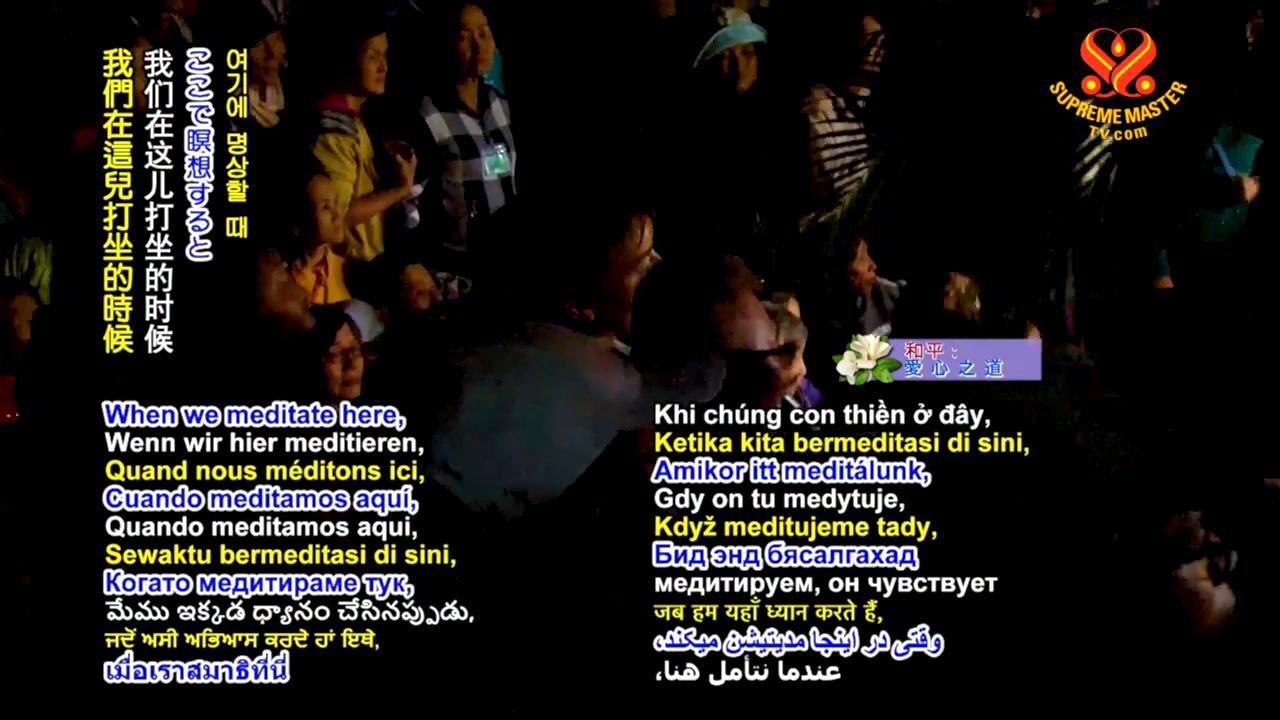 여기에 명상할 때
ここで瞑想すると
我们在这儿打坐的时候
我們在這兒打坐的時候
SUPREME MASTER
TV.com
和平：
愛心之道
When we meditate here,
Wenn wir hier meditieren,
Quand nous méditons ici,
Cuando meditamos aquí,
Quando meditamos aqui,
Sewaktu bermeditasi di sini,
Когато медитираме тук,
మేము ఇక్కడ ధ్యానం చేసినప్పుడు,
ਜਦੋਂ ਅਸੀ ਅਭਿਆਸ ਕਰਦੇ ਹਾਂ ਇਥੇ,
เมื่อเราสมาธิที่นี่
Khi chúng con thiền ở đây,
Ketika kita bermeditasi di sini,
Amikor itt meditálunk,
Gdy on tu medytuje,
Když meditujeme tady,
Бид энд бясалгахад
медитируем, он чувствует
जब हम यहाँ ध्यान करते हैं,
وقتی در اینجا مدیتیشن میکند،
عندما نتأمل هنا،